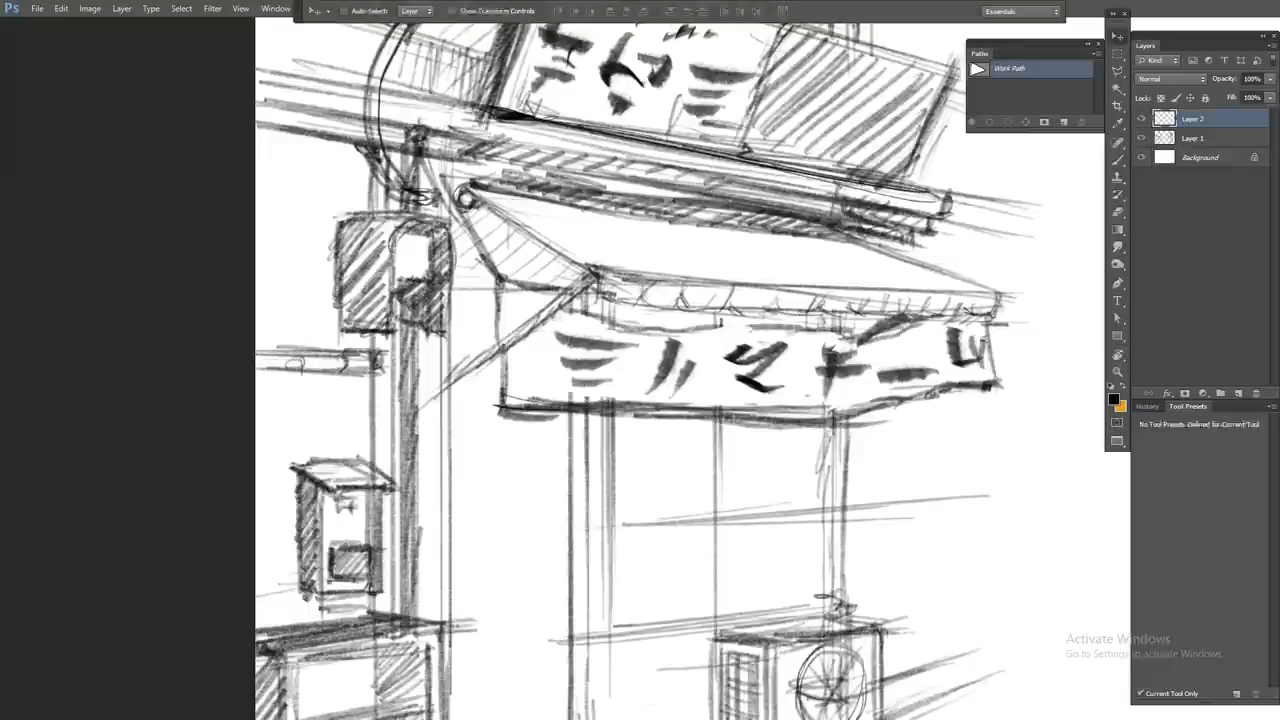 Ps File Edit Image Layer Type Select Filter View Window
Auto-Select: Layer Show Transform Controls
Essentials
Paths
Work Path
Layers
Kind
Normal Opacity: 100%
Lock: Fill: 100%
Layer 2
Layer 1
Background
History Tool Presets
No Tool Presets Defined for Current Tool
Activate Windows
Go to Settings to activate Windows.
Current Tool Only